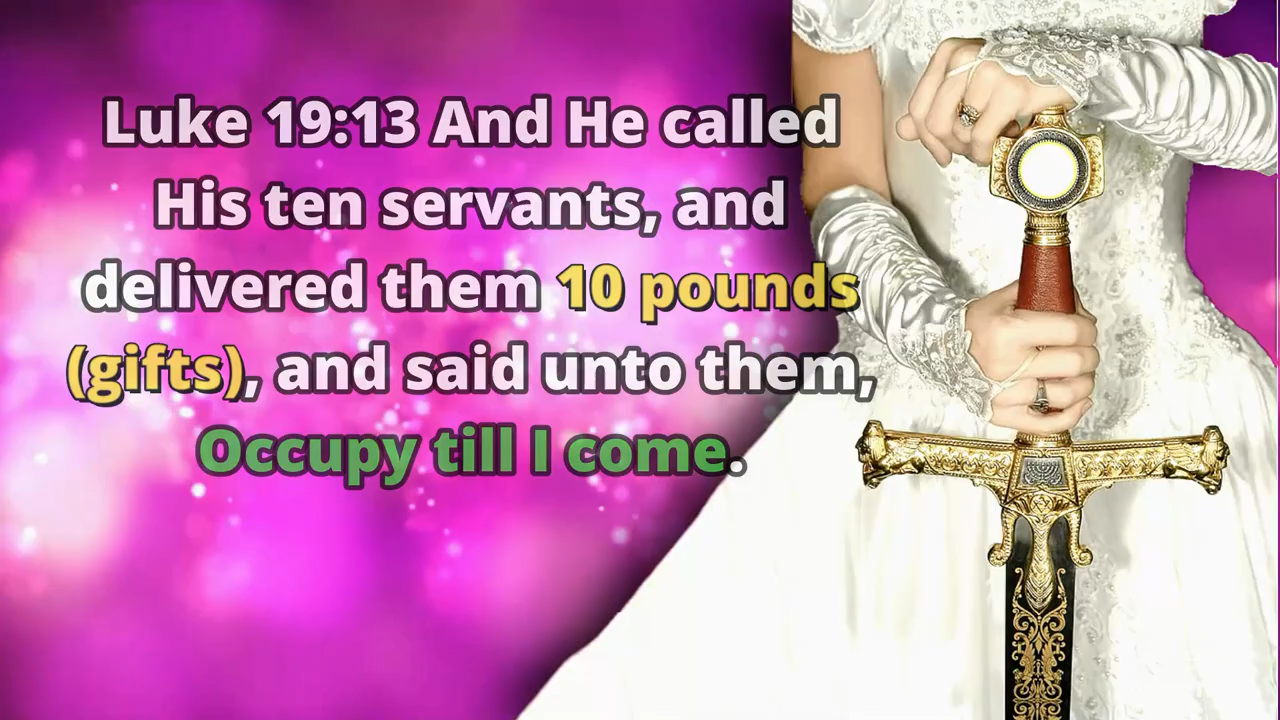 Luke 19:13 And He called
His ten servants, and
delivered them 10 pounds
(gifts), and said unto them,
Occupy till I come.